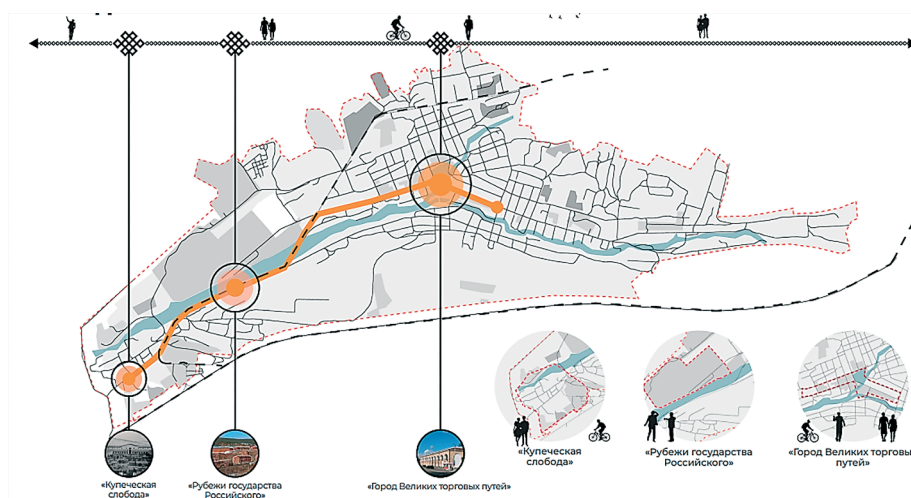 «Купеческая
слобода»
«Рубежи государства
Российского»
«Город Великих торговых путей»
«Купеческая
слобода»
«Рубежи государства
Российского»
«Город Великих торговых
путей»